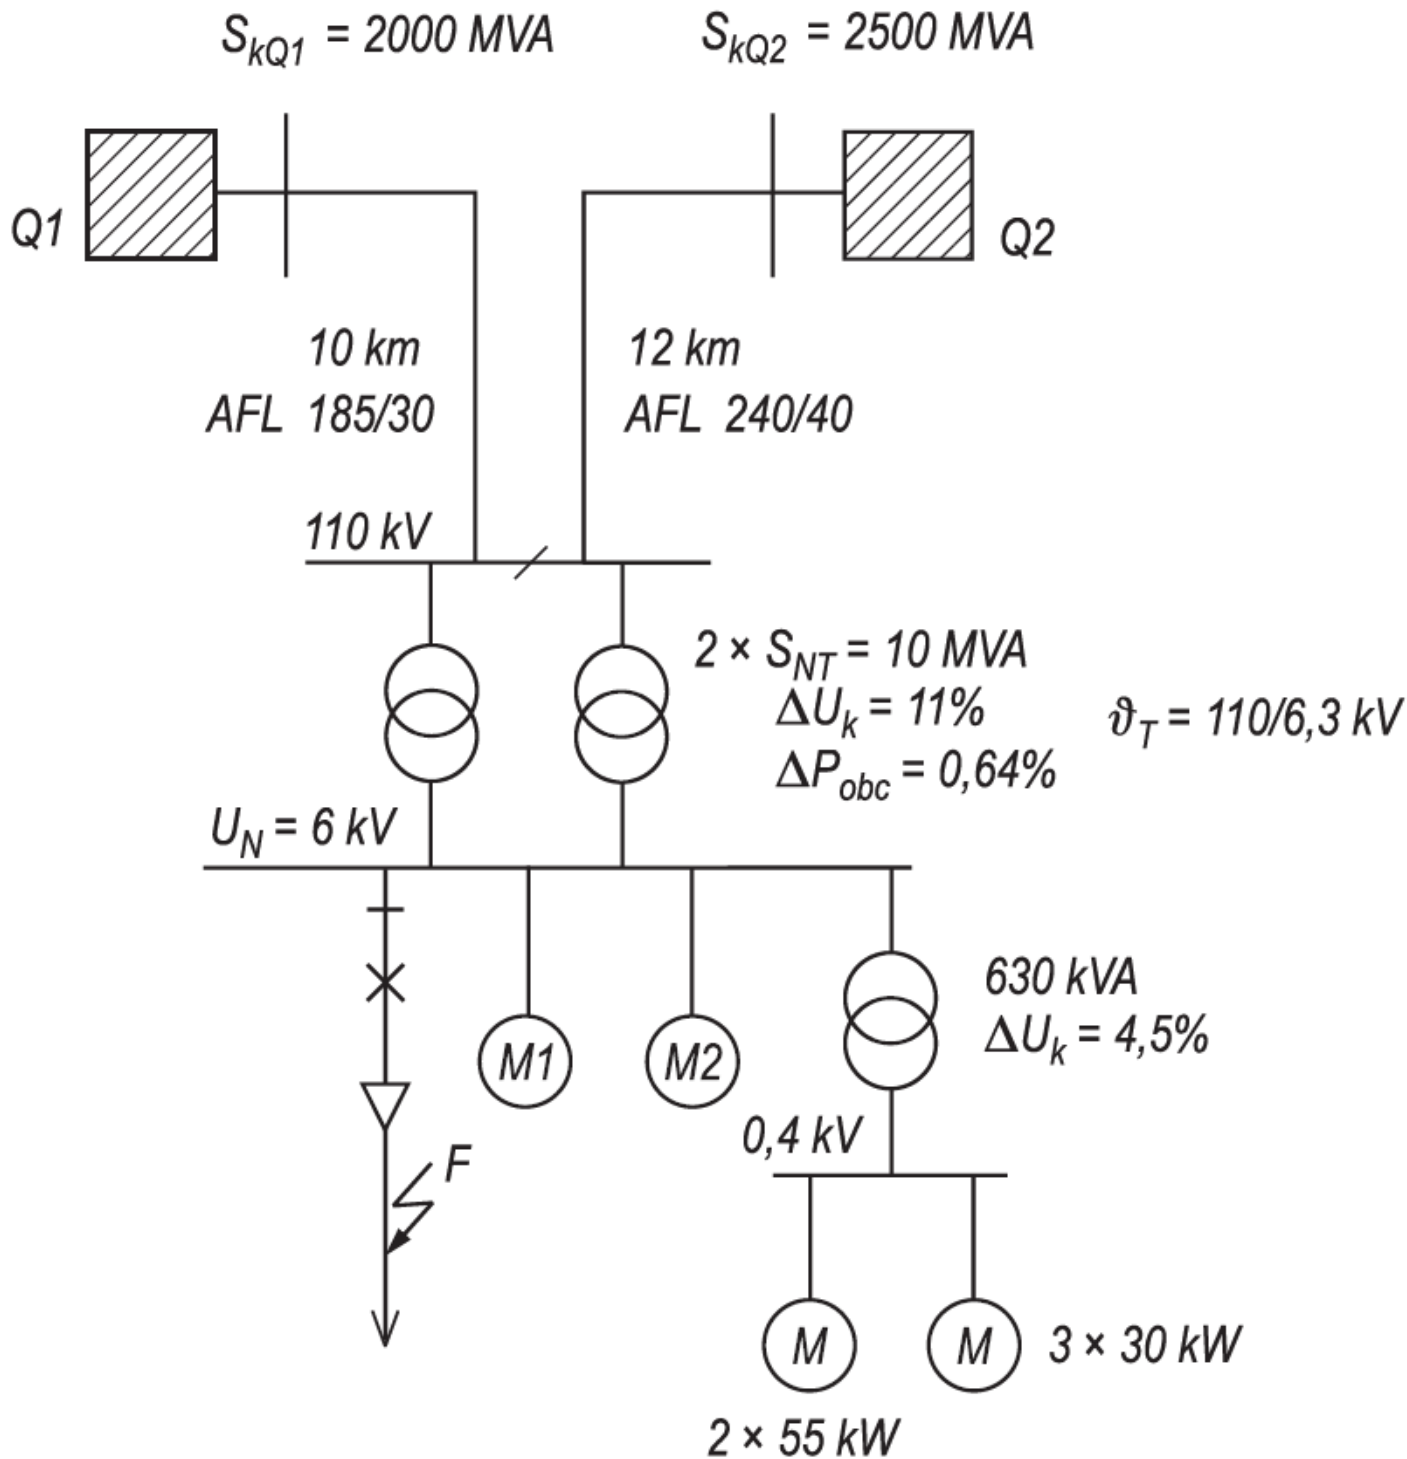 S_kQ1 = 2000 MVA
S_kQ2 = 2500 MVA
Q1
Q2
10 km
AFL 185/30
12 km
AFL 240/40
110 kV
2 × S_NT = 10 MVA
ΔU_k = 11%
ΔP_obc = 0,64%
ϑ_T = 110/6,3 kV
U_N = 6 kV
630 kVA
ΔU_k = 4,5%
M1
M2
0,4 kV
F
M
M
3 × 30 kW
2 × 55 kW